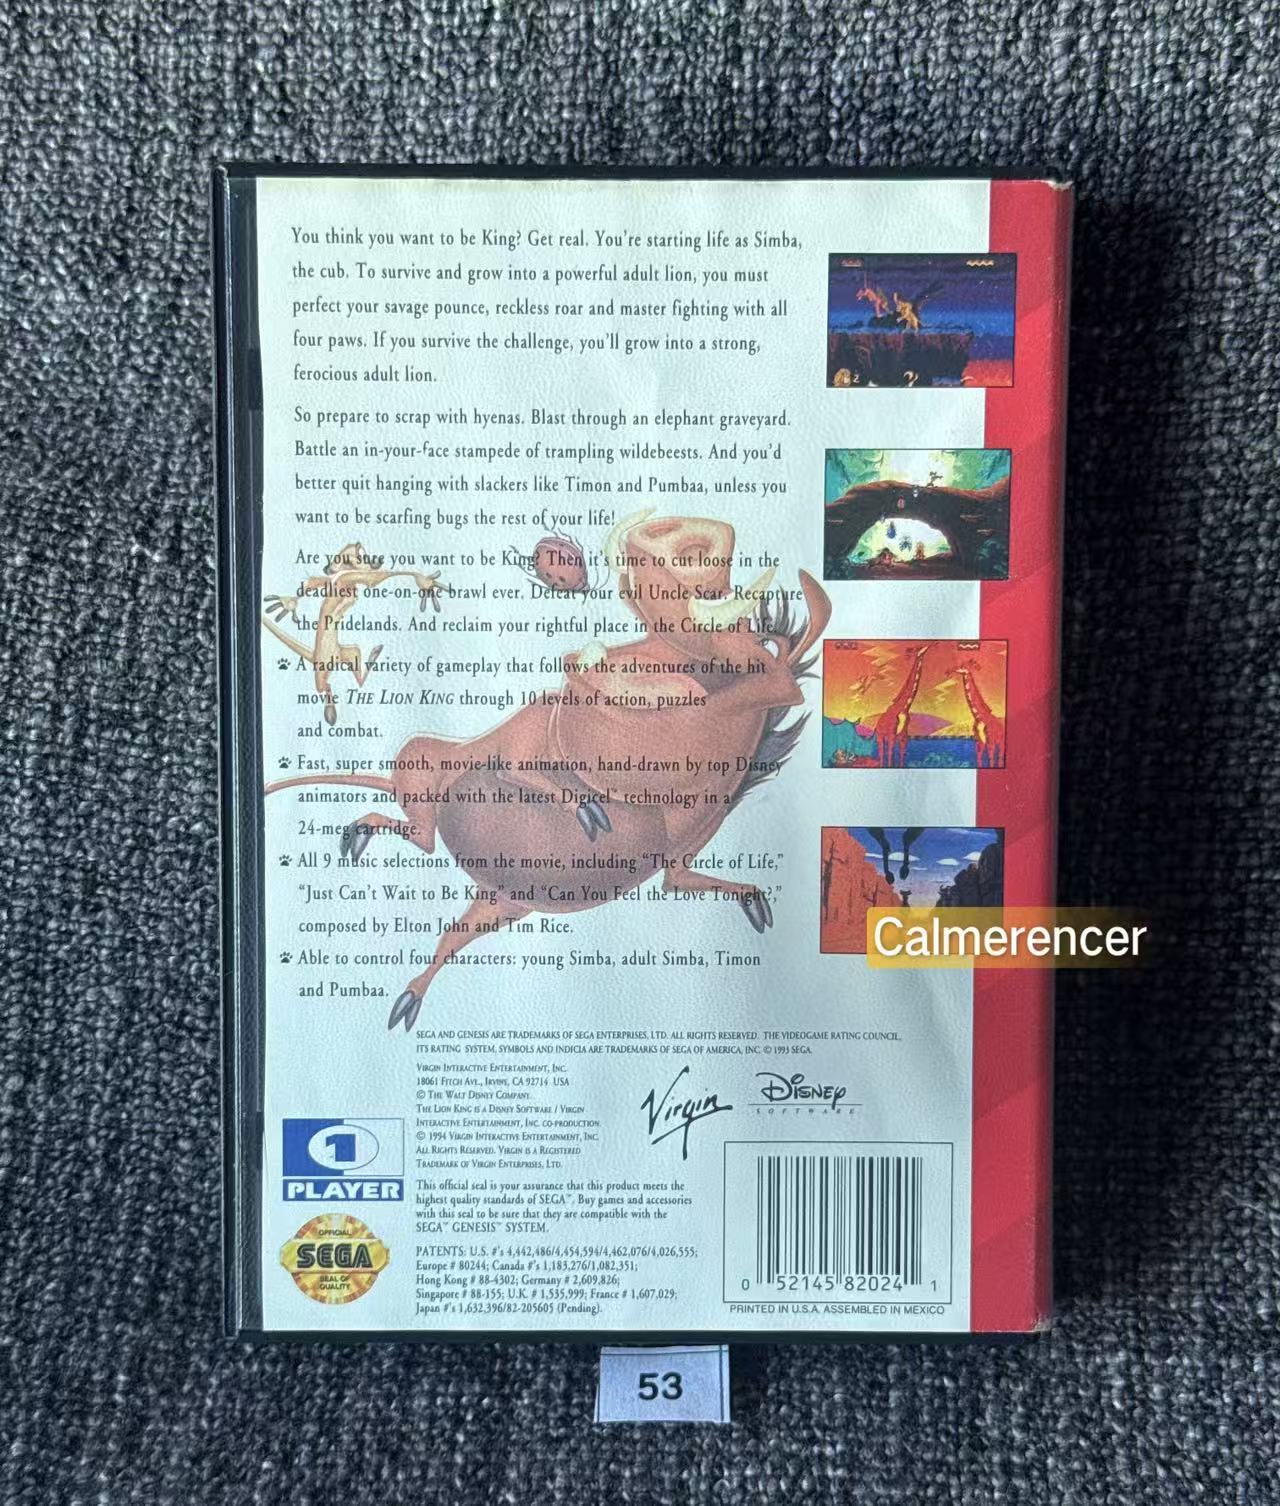 You think you want to be King? Get real. You're starting life as Simba,
the cub. To survive and grow into a powerful adult lion, you must
perfect your savage pounce, reckless roar and master fighting with all
four paws. If you survive the challenge, you'll grow into a strong,
ferocious adult lion.
So prepare to scrap with hyenas. Blast through an elephant graveyard.
Battle an in-your-face stampede of trampling wildebeests. And you'd
better quit hanging with slackers like Timon and Pumbaa, unless you
want to be scarfing bugs the rest of your life!
Are you sure you want to be King? Then it's time to cut loose in the
deadliest one-on-one brawl ever. Defeat your evil Uncle Scar. Recapture
the Pridelands. And reclaim your rightful place in the Circle of Life.
A radical variety of gameplay that follows the adventures of the hit
movie THE LION KING through 10 levels of action, puzzles
and combat.
Fast, super smooth, movie-like animation, hand-drawn by top Disney
animators and packed with the latest Digicel™ technology in a
24-meg cartridge.
All 9 music selections from the movie, including “The Circle of Life,”
“Just Can't Wait to Be King” and “Can You Feel the Love Tonight?,”
composed by Elton John and Tim Rice.
Able to control four characters: young Simba, adult Simba, Timon
and Pumbaa.
Calmerencer
SEGA AND GENESIS ARE TRADEMARKS OF SEGA ENTERPRISES, LTD. ALL RIGHTS RESERVED. THE VIDEOGAME RATING COUNCIL,
ITS RATING SYSTEM, SYMBOLS AND INDICIA ARE TRADEMARKS OF SEGA OF AMERICA, INC. © 1993 SEGA.
VIRGIN INTERACTIVE ENTERTAINMENT, INC.
18061 FITCH AVE., IRVINE, CA 92714 USA
© THE WALT DISNEY COMPANY.
THE LION KING IS A DISNEY SOFTWARE / VIRGIN
INTERACTIVE ENTERTAINMENT, INC. CO-PRODUCTION.
© 1994 VIRGIN INTERACTIVE ENTERTAINMENT, INC.
ALL RIGHTS RESERVED. VIRGIN IS A REGISTERED
TRADEMARK OF VIRGIN ENTERPRISES, LTD.
Virgin
DISNEY
SOFTWARE
1
PLAYER
This official seal is your assurance that this product meets the
highest quality standards of SEGA™. Buy games and accessories
with this seal to be sure that they are compatible with the
SEGA™ GENESIS™ SYSTEM.
OFFICIAL
SEGA
SEAL OF
QUALITY
PATENTS: U.S. #'s 4,442,486/4,454,594/4,462,076/4,026,555;
Europe # 80244; Canada #'s 1,183,276/1,082,351;
Hong Kong # 88-4302; Germany # 2,609,826;
Singapore # 88-155; U.K. # 1,535,999; France # 1,607,029;
Japan #'s 1,632,396/82-205605 (Pending).
0 52145 82024 1
PRINTED IN U.S.A. ASSEMBLED IN MEXICO
53